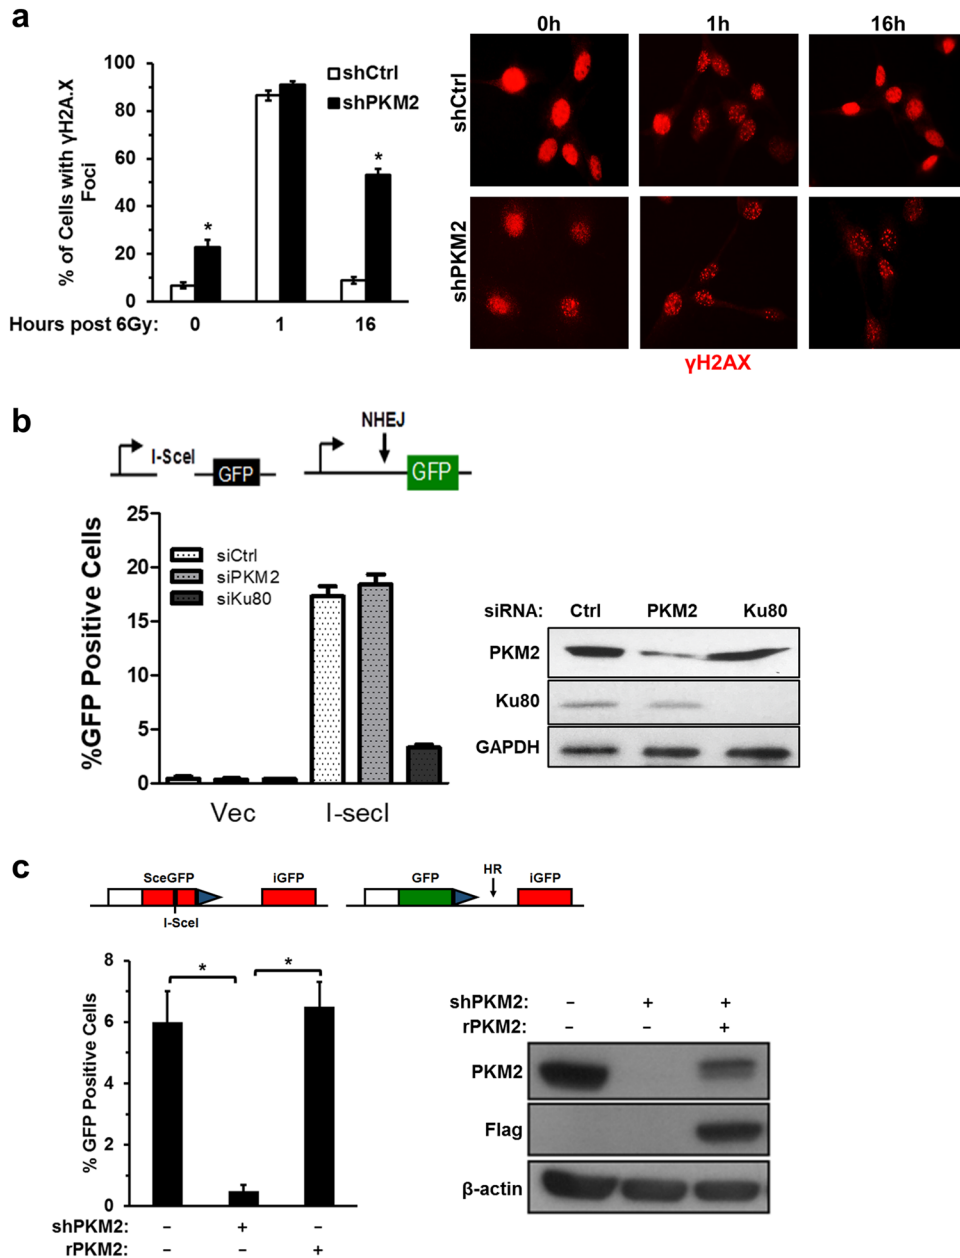 a
0h 1h 16h
100
80
60
40
20
0
% of Cells with γH2A.X
Foci
shCtrl
shPKM2
*
*
Hours post 6Gy: 0 1 16
shCtrl
shPKM2
γH2AX
b
I-SceI
GFP
NHEJ
GFP
25
20
15
10
5
0
%GFP Positive Cells
siCtrl
siPKM2
siKu80
Vec I-secI
siRNA: Ctrl PKM2 Ku80
PKM2
Ku80
GAPDH
c
SceGFP iGFP
I-SceI
GFP HR iGFP
8
6
4
2
0
% GFP Positive Cells
* *
shPKM2: – + –
rPKM2: – – +
shPKM2: – + +
rPKM2: – – +
PKM2
Flag
β-actin